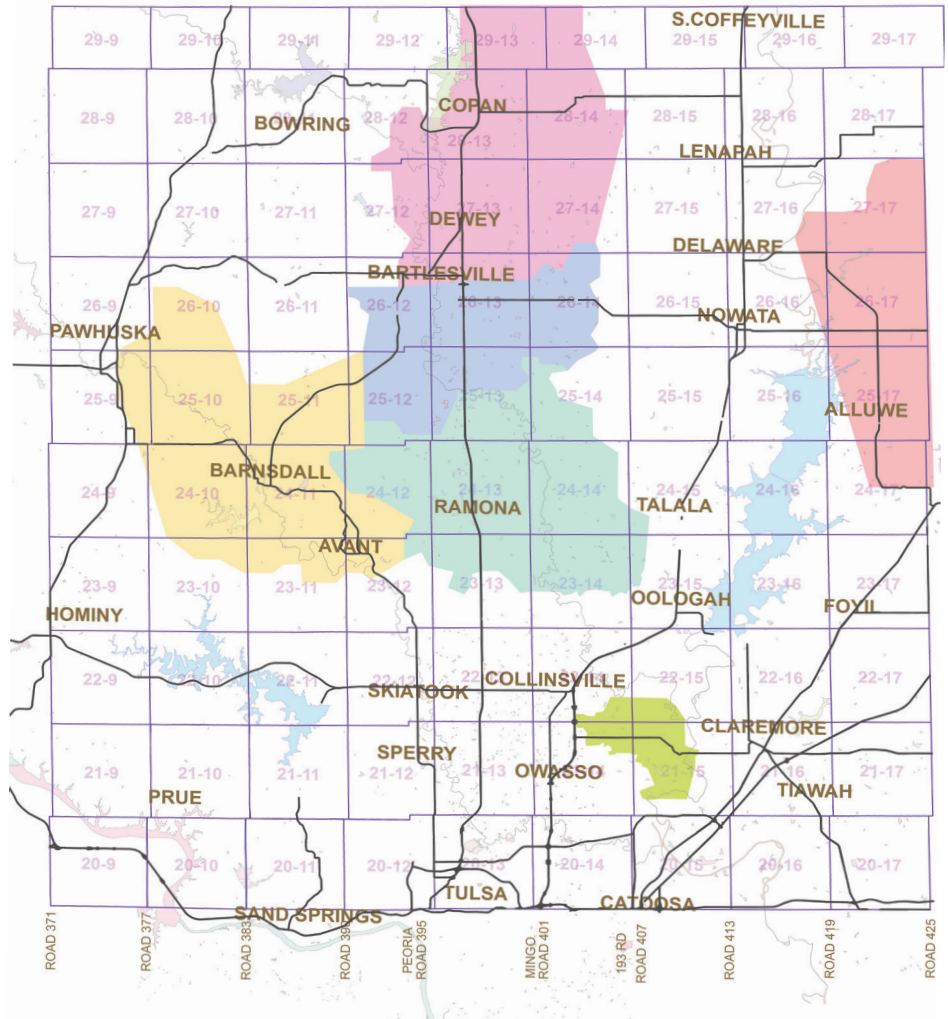 S.COFFEYVILLE
29-9 29-10 29-11 29-12 29-13 29-14 29-15 29-16 29-17
COPAN
28-9 28-10 28-12 28-14 28-15 28-16 28-17
BOWRING
28-13
LENAPAH
27-9 27-10 27-11 27-12 27-13 27-14 27-15 27-16 27-17
DEWEY
DELAWARE
BARTLESVILLE
26-9 26-10 26-11 26-12 26-13 26-14 26-15 26-16 26-17
NOWATA
PAWHUSKA
25-9 25-10 25-11 25-12 25-13 25-14 25-15 25-16 25-17
ALLUWE
BARNSDALL
24-9 24-10 24-11 24-12 24-13 24-14 24-15 24-16 24-17
RAMONA
TALALA
AVANT
23-9 23-10 23-11 23-12 23-13 23-14 23-15 23-16 23-17
OOLOGAH
FOYIL
HOMINY
22-9 22-10 22-11 22-12 22-15 22-16 22-17
COLLINSVILLE
SKIATOOK
CLAREMORE
SPERRY
21-9 21-10 21-11 21-12 21-13 21-15 21-16 21-17
OWASSO
TIAWAH
PRUE
20-9 20-10 20-11 20-12 20-13 20-14 20-15 20-16 20-17
TULSA
CATOOSA
SAND SPRINGS
ROAD 371
ROAD 377
ROAD 383
PEORIA
ROAD 395
MINGO
ROAD 401
193 RD
ROAD 407
ROAD 413
ROAD 419
ROAD 425